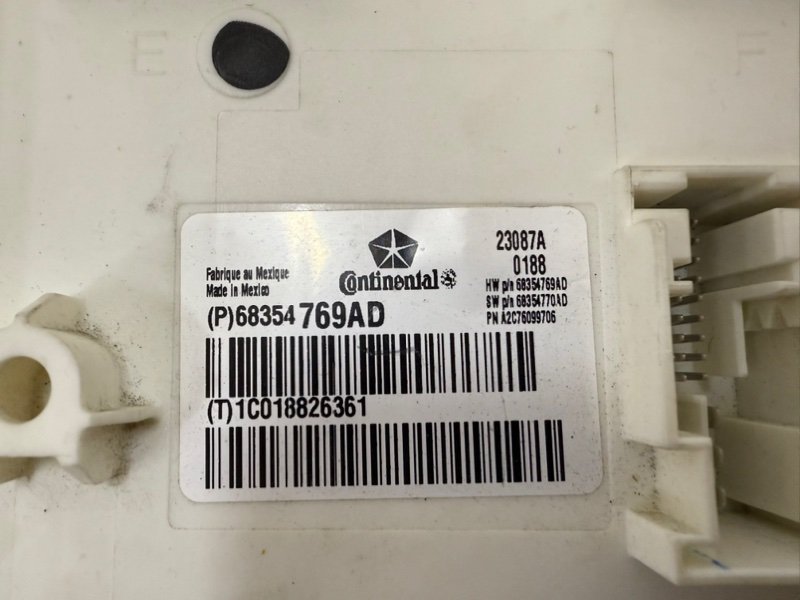 E
F
Fabrique au Mexique
Made in Mexico
Continental
23087A
0188
HW p/n 68354769AD
SW p/n 68354770AD
PN A2C76099706
(P)68354769AD
(T)1C018826361